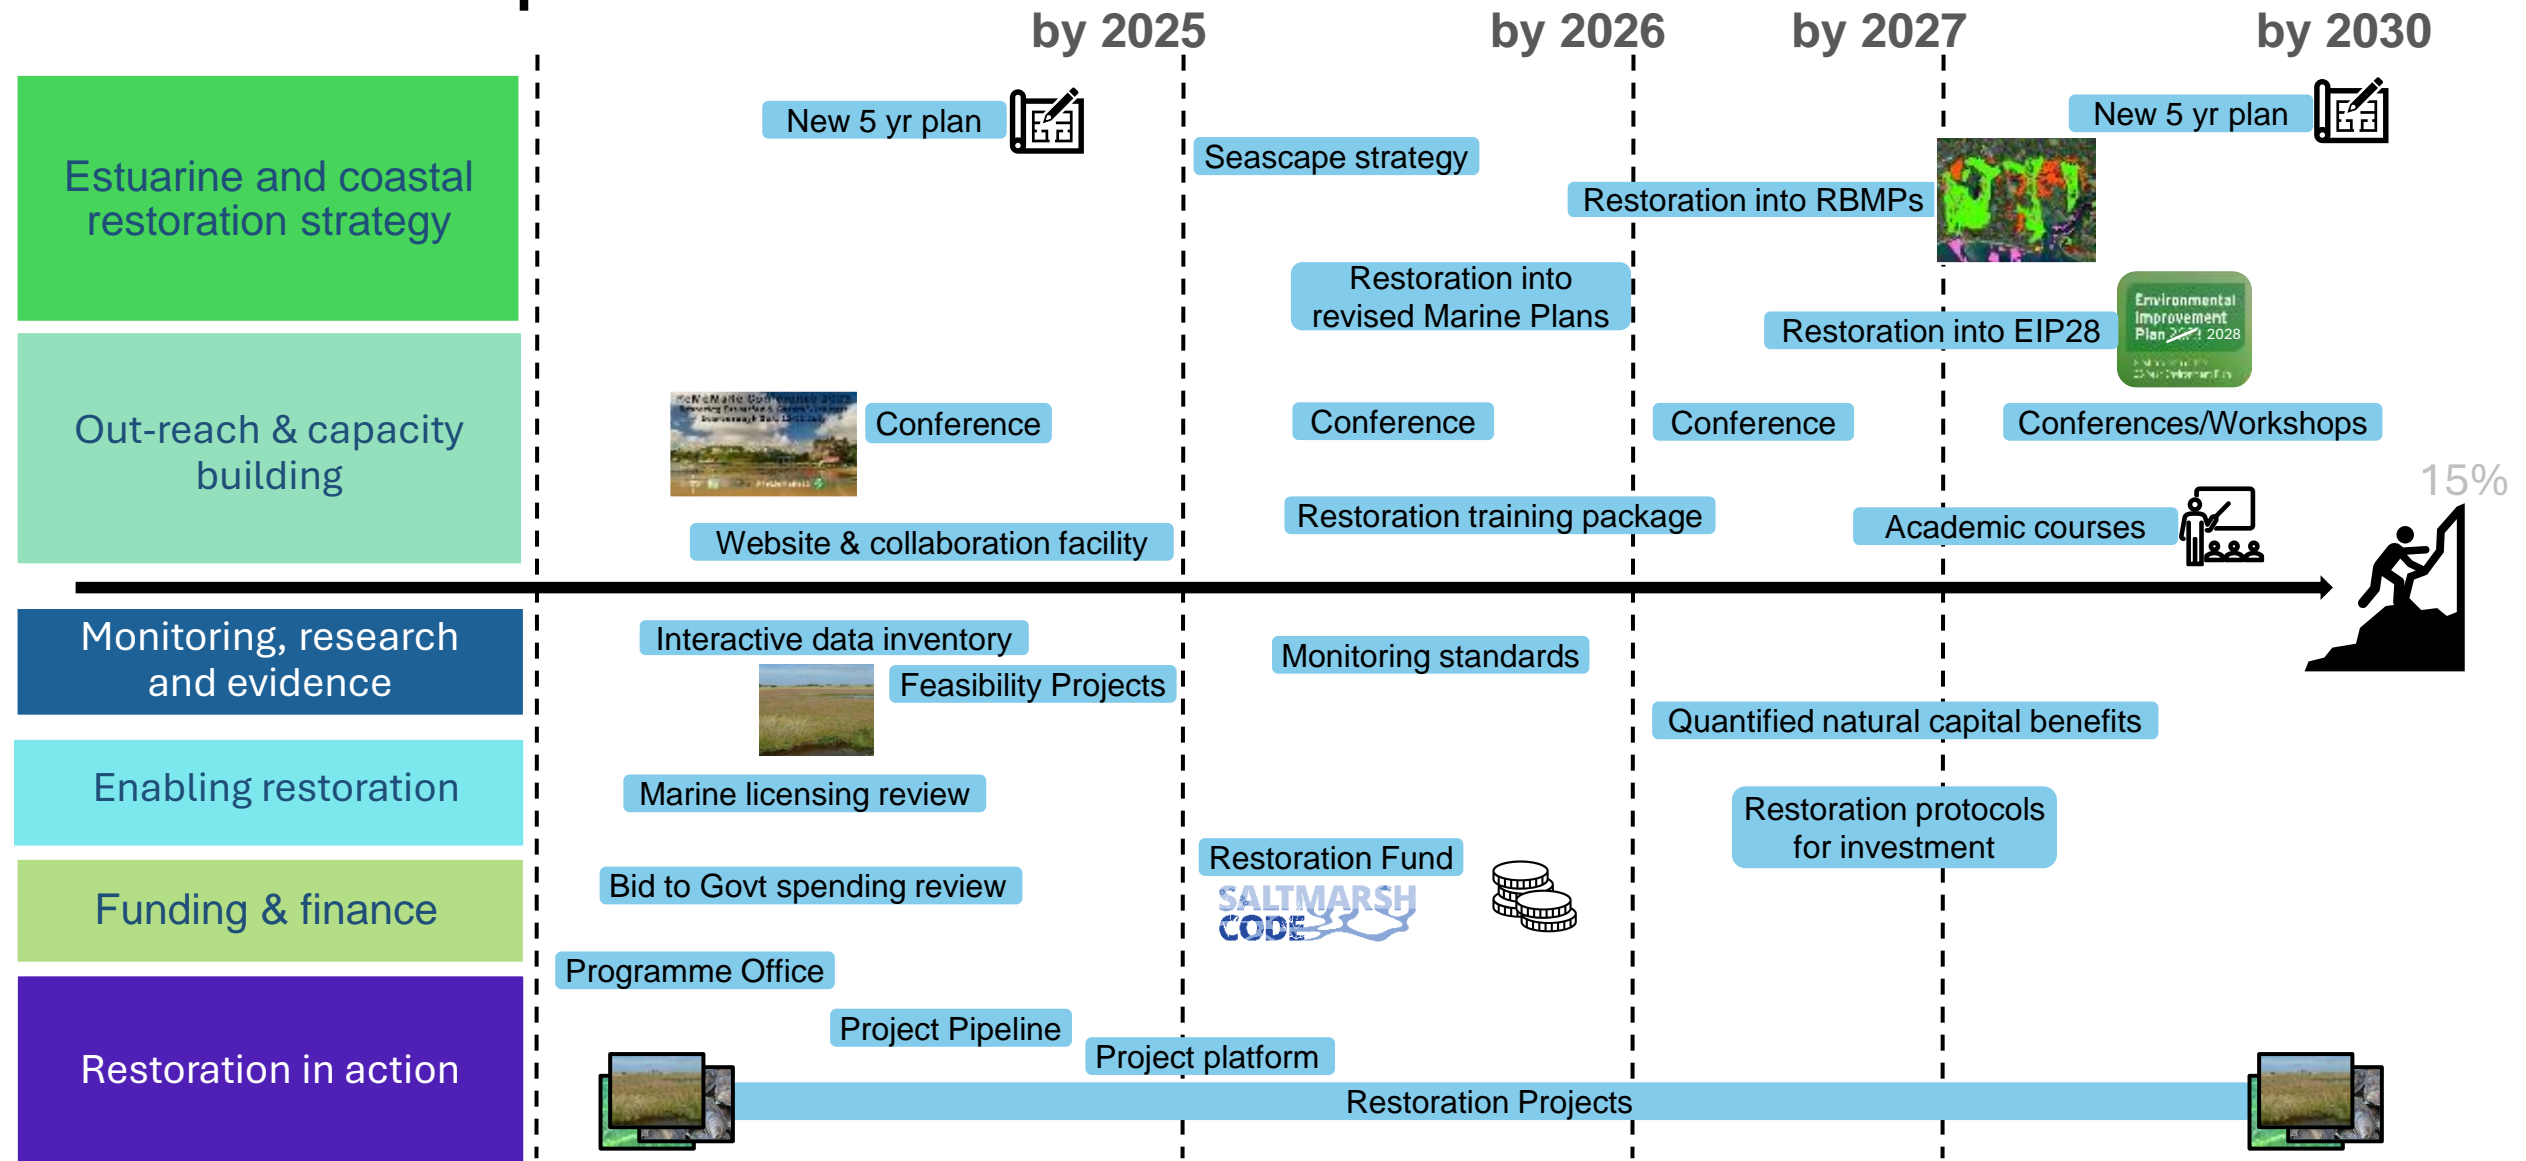 by 2025
by 2026
by 2027
by 2030
Estuarine and coastal
restoration strategy
New 5 yr plan
New 5 yr plan
Seascape strategy
Restoration into RBMPs
Restoration into
revised Marine Plans
Restoration into EIP28
Environmental
Improvement
Plan 2028
Out-reach & capacity
building
Conference
Conference
Conference
Conferences/Workshops
15%
Restoration training package
Academic courses
Website & collaboration facility
Monitoring, research
and evidence
Interactive data inventory
Feasibility Projects
Monitoring standards
Quantified natural capital benefits
Enabling restoration
Marine licensing review
Restoration protocols
for investment
Funding & finance
Bid to Govt spending review
Restoration Fund
SALTMARSH
CODE
Restoration in action
Programme Office
Project Pipeline
Project platform
Restoration Projects